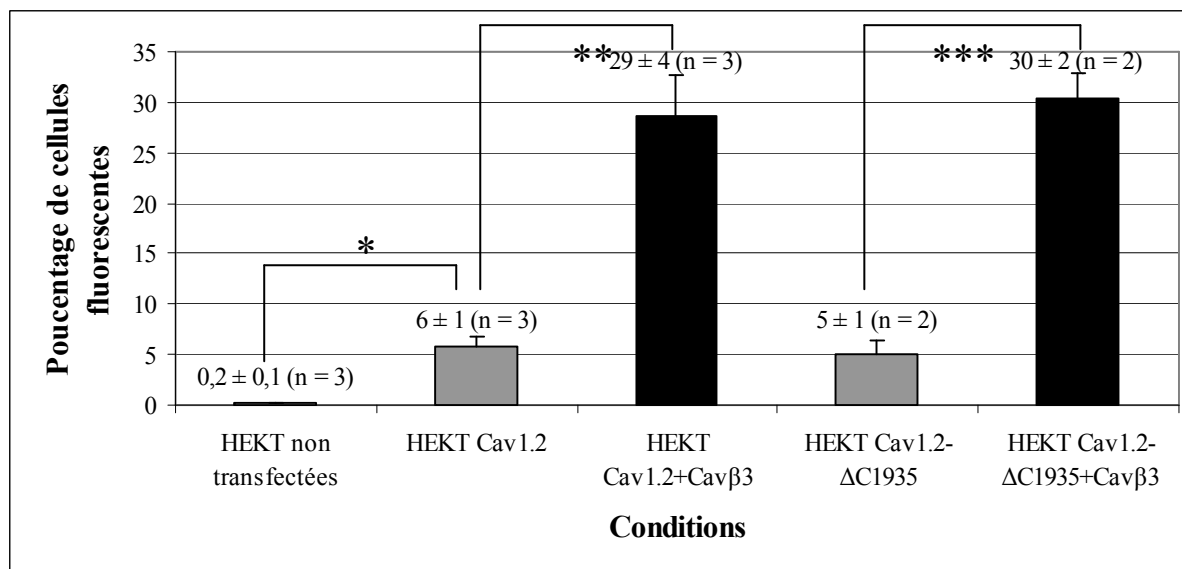 Poucentage de cellules
fluorescentes
35
30
25
20
15
10
5
0
**
29 ± 4 (n = 3)
***
30 ± 2 (n = 2)
*
6 ± 1 (n = 3)
5 ± 1 (n = 2)
0,2 ± 0,1 (n = 3)
HEKT non
transfectées
HEKT Cav1.2
HEKT
Cav1.2+Cavβ3
HEKT Cav1.2-
ΔC1935
HEKT Cav1.2-
ΔC1935+Cavβ3
Conditions